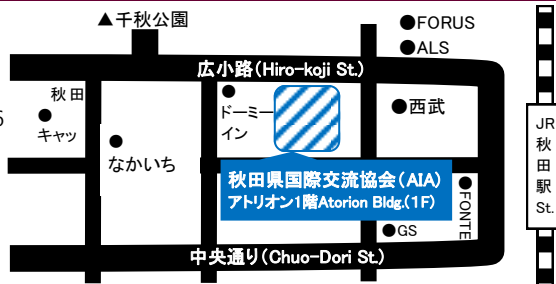 ▲千秋公園
●FORUS
●ALS
広小路(Hiro-koji St.)
秋田
●
キャッ
●
なかいち
●
ドーミー
イン
●西武
JR
秋
田
駅
St.
秋田県国際交流協会(AIA)
アトリオン1階Atorion Bldg.(1F)
●FONTE
●GS
中央通り(Chuo-Dori St.)